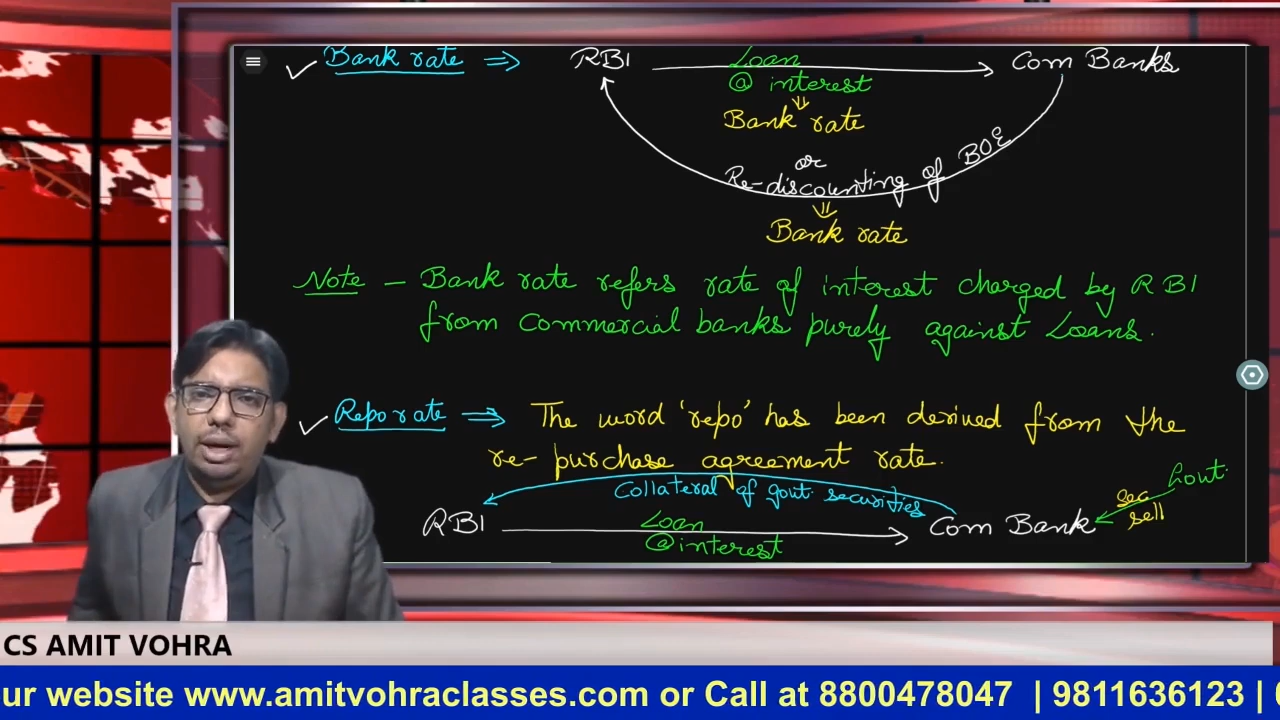 Bank rate ⇒ RBI Loan Com Banks
@ interest
Bank rate
or
Re-discounting of BOE
Bank rate
Note – Bank rate refers rate of interest charged by RBI
from commercial banks purely against Loans.
Repo rate ⇒ The word 'repo' has been derived from the
re-purchase agreement rate.
Collateral of govt. securities
Govt.
sec
sell
RBI Loan Com Bank
@ interest
CS AMIT VOHRA
ur website www.amitvohraclasses.com or Call at 8800478047 | 9811636123 |